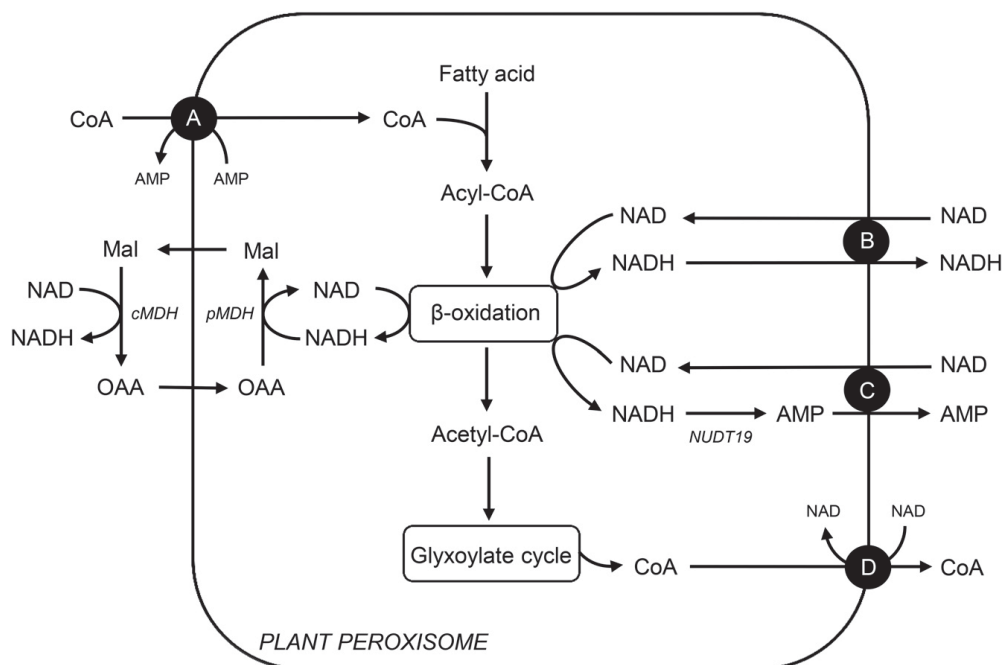 Fatty acid
CoA
A
CoA
AMP
AMP
Acyl-CoA
NAD
NAD
B
NADH
NADH
Mal
Mal
NAD
cMDH
pMDH
NAD
β-oxidation
NADH
NADH
OAA
OAA
NAD
NAD
C
NADH
AMP
AMP
NUDT19
Acetyl-CoA
NAD
NAD
Glyxoylate cycle
CoA
D
CoA
PLANT PEROXISOME